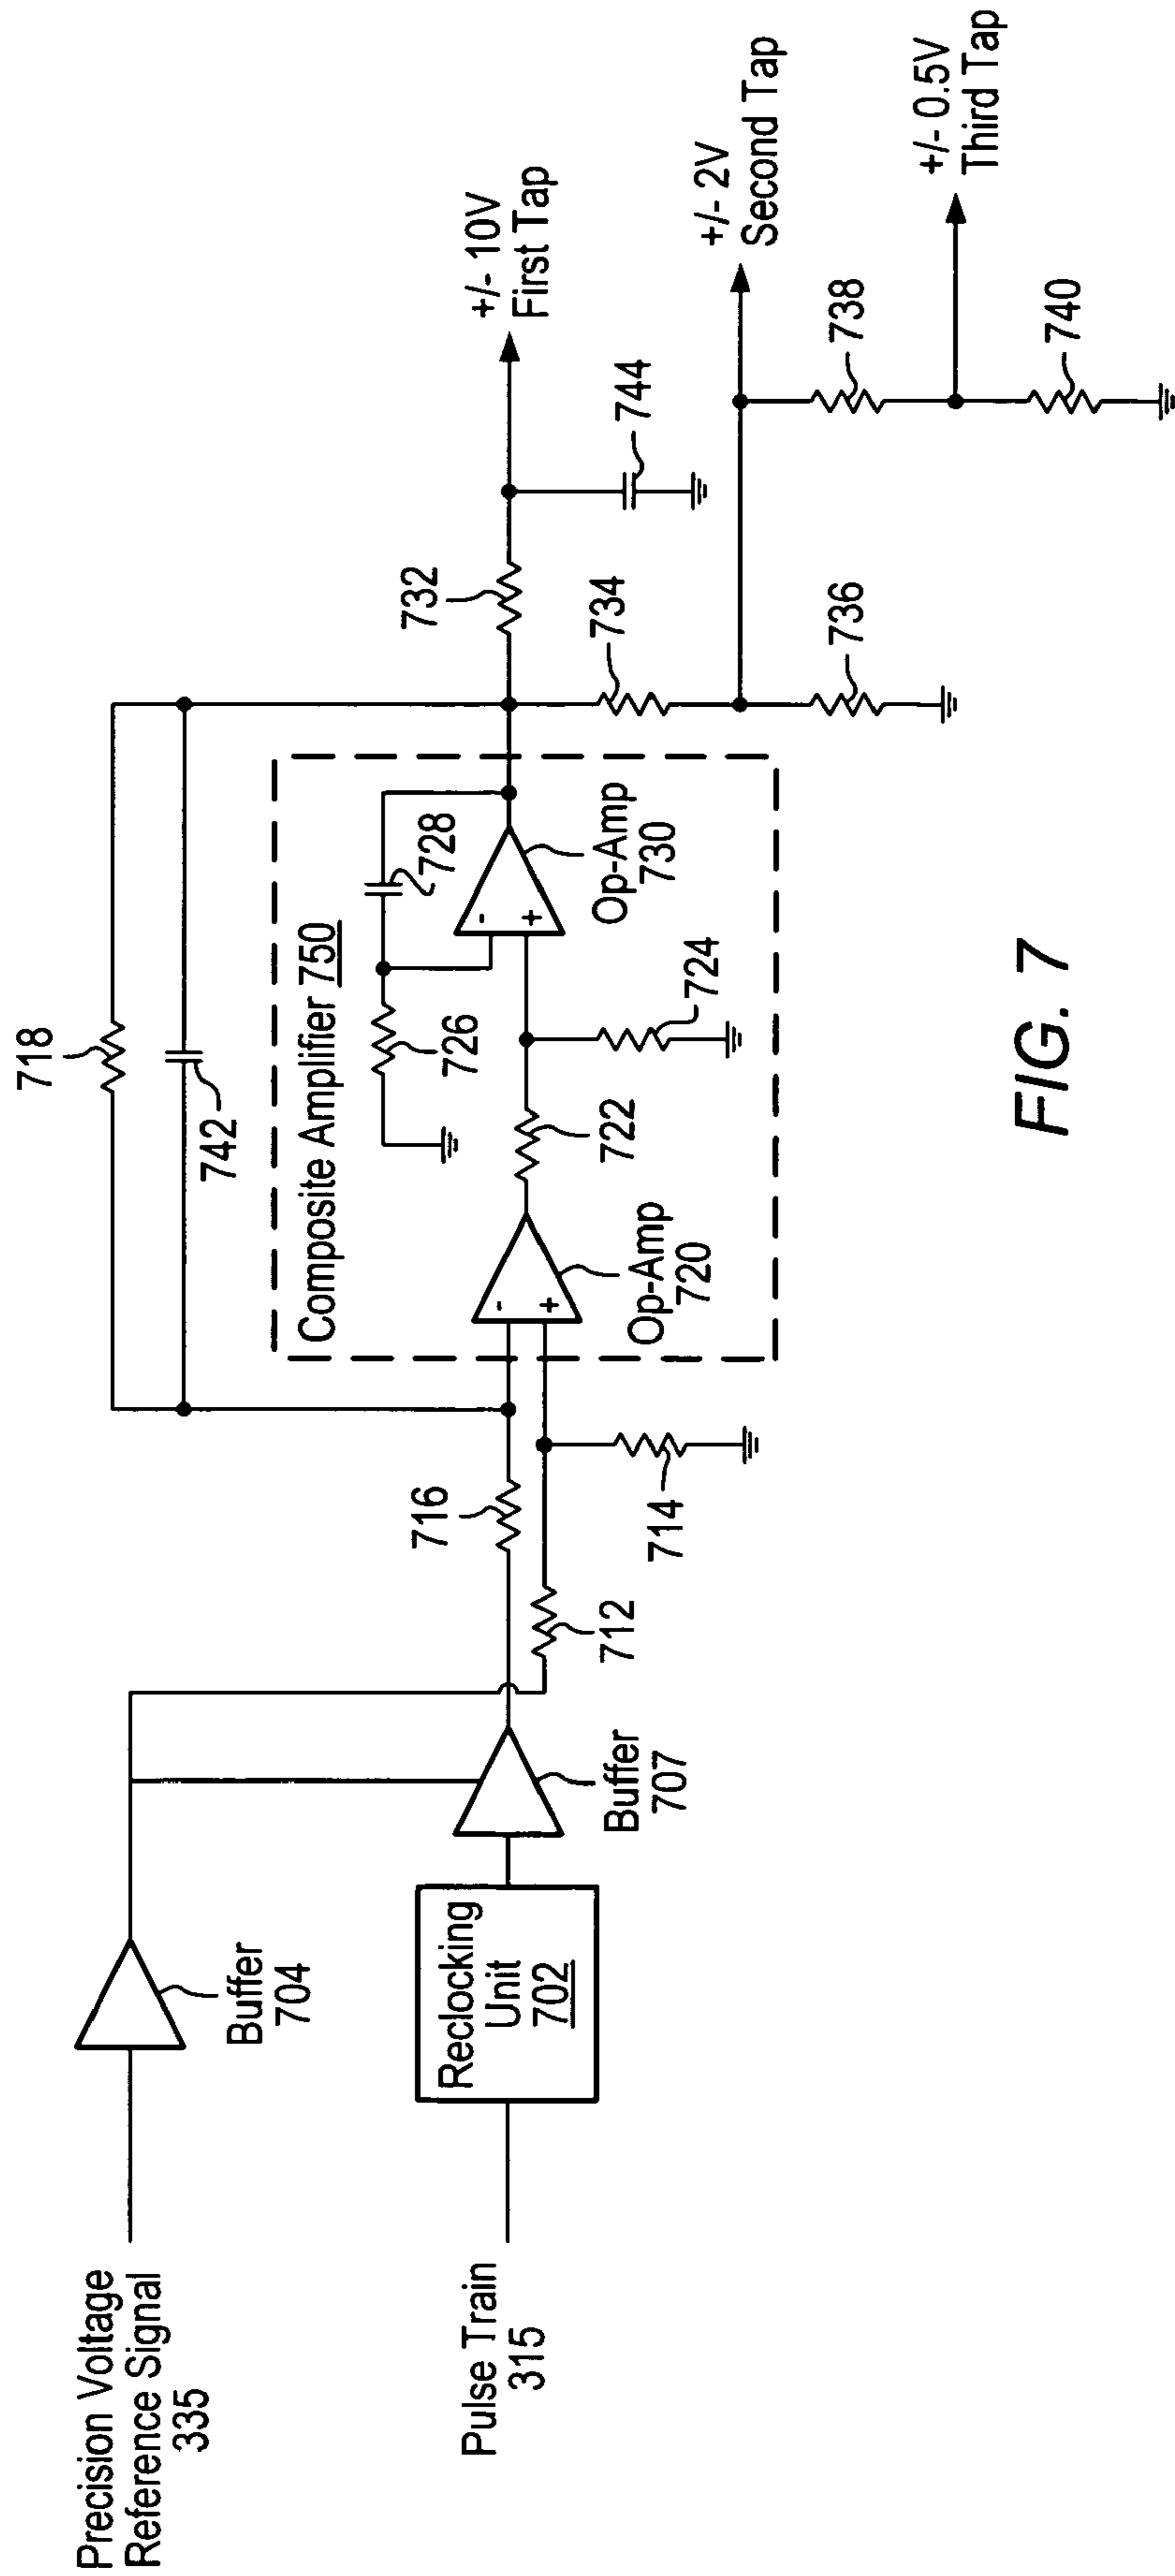 Precision Voltage
Reference Signal
335
Buffer
704
Pulse Train
315
Reclocking
Unit
702
Buffer
707
712
714
716
718
742
Composite Amplifier 750
-
+
Op-Amp
720
722
724
726
728
-
+
Op-Amp
730
732
734
736
744
+/- 10V
First Tap
+/- 2V
Second Tap
738
740
+/- 0.5V
Third Tap
FIG. 7